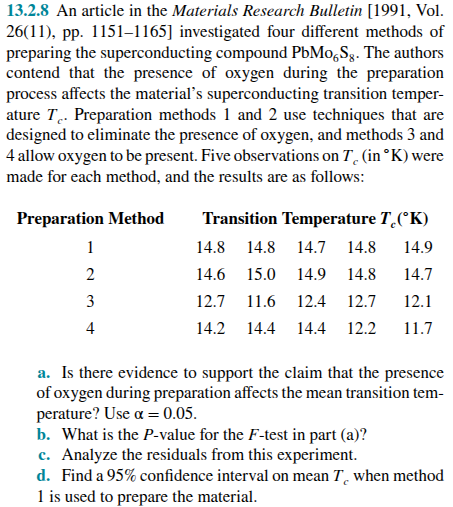 13.2.8 An article in the Materials Research Bulletin [1991, Vol.
26(11), pp. 1151–1165] investigated four different methods of
preparing the superconducting compound PbMo₆S₈. The authors
contend that the presence of oxygen during the preparation
process affects the material's superconducting transition temper-
ature T꜀. Preparation methods 1 and 2 use techniques that are
designed to eliminate the presence of oxygen, and methods 3 and
4 allow oxygen to be present. Five observations on T꜀ (in °K) were
made for each method, and the results are as follows:
Preparation Method Transition Temperature T꜀(°K)
1 14.8 14.8 14.7 14.8 14.9
2 14.6 15.0 14.9 14.8 14.7
3 12.7 11.6 12.4 12.7 12.1
4 14.2 14.4 14.4 12.2 11.7
a. Is there evidence to support the claim that the presence
of oxygen during preparation affects the mean transition tem-
perature? Use α = 0.05.
b. What is the P-value for the F-test in part (a)?
c. Analyze the residuals from this experiment.
d. Find a 95% confidence interval on mean T꜀ when method
1 is used to prepare the material.